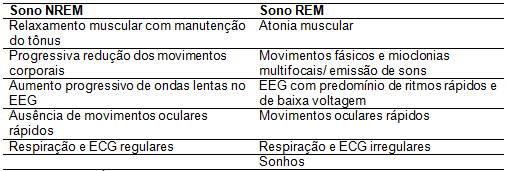 Sono NREM Sono REM
Relaxamento muscular com manutenção Atonia muscular
do tônus
Progressiva redução dos movimentos Movimentos fásicos e mioclonias
corporais multifocais/ emissão de sons
Aumento progressivo de ondas lentas no EEG com predomínio de ritmos rápidos e
EEG de baixa voltagem
Ausência de movimentos oculares Movimentos oculares rápidos
rápidos
Respiração e ECG regulares Respiração e ECG irregulares
Sonhos